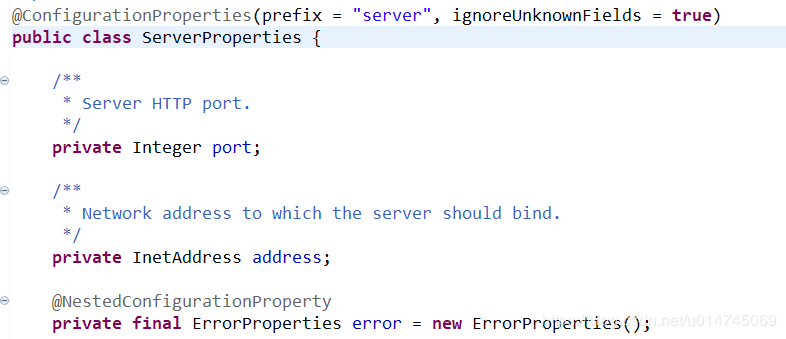 @ConfigurationProperties(prefix = "server", ignoreUnknownFields = true)
public class ServerProperties {
/**
* Server HTTP port.
*/
private Integer port;
/**
* Network address to which the server should bind.
*/
private InetAddress address;
@NestedConfigurationProperty
private final ErrorProperties error = new ErrorProperties();